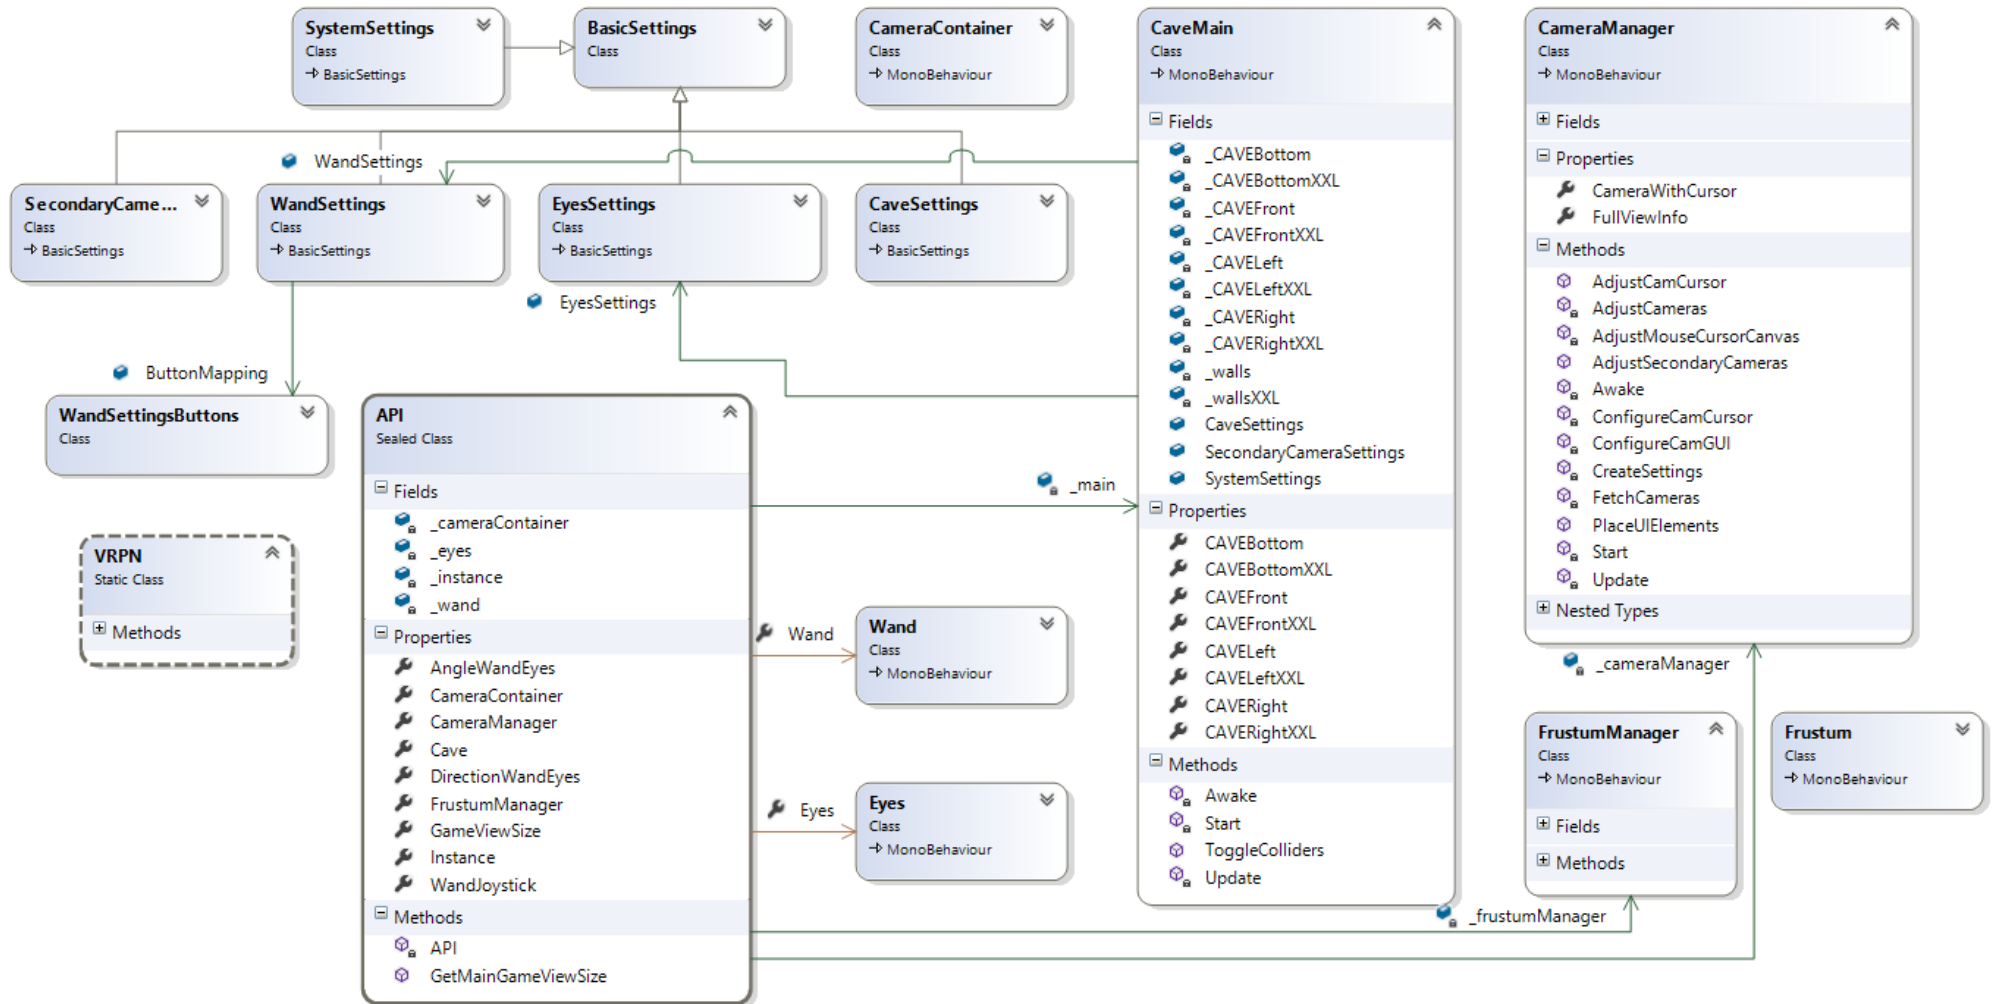 SystemSettings
Class
BasicSettings
BasicSettings
Class
CameraContainer
Class
MonoBehaviour
CaveMain
Class
MonoBehaviour
Fields
_CAVEBottom
_CAVEBottomXXL
_CAVEFront
_CAVEFrontXXL
_CAVELeft
_CAVELeftXXL
_CAVERight
_CAVERightXXL
_walls
_wallsXXL
CaveSettings
SecondaryCameraSettings
SystemSettings
Properties
CAVEBottom
CAVEBottomXXL
CAVEFront
CAVEFrontXXL
CAVELeft
CAVELeftXXL
CAVERight
CAVERightXXL
Methods
Awake
Start
ToggleColliders
Update
CameraManager
Class
MonoBehaviour
Fields
Properties
CameraWithCursor
FullViewInfo
Methods
AdjustCamCursor
AdjustCameras
AdjustMouseCursorCanvas
AdjustSecondaryCameras
Awake
ConfigureCamCursor
ConfigureCamGUI
CreateSettings
FetchCameras
PlaceUIElements
Start
Update
Nested Types
WandSettings
SecondaryCame...
Class
BasicSettings
WandSettings
Class
BasicSettings
EyesSettings
Class
BasicSettings
CaveSettings
Class
BasicSettings
EyesSettings
ButtonMapping
WandSettingsButtons
Class
API
Sealed Class
Fields
_cameraContainer
_eyes
_instance
_wand
Properties
AngleWandEyes
CameraContainer
CameraManager
Cave
DirectionWandEyes
FrustumManager
GameViewSize
Instance
WandJoystick
Methods
API
GetMainGameViewSize
_main
VRPN
Static Class
Methods
Wand
Wand
Class
MonoBehaviour
Eyes
Eyes
Class
MonoBehaviour
_cameraManager
FrustumManager
Class
MonoBehaviour
Fields
Methods
Frustum
Class
MonoBehaviour
_frustumManager